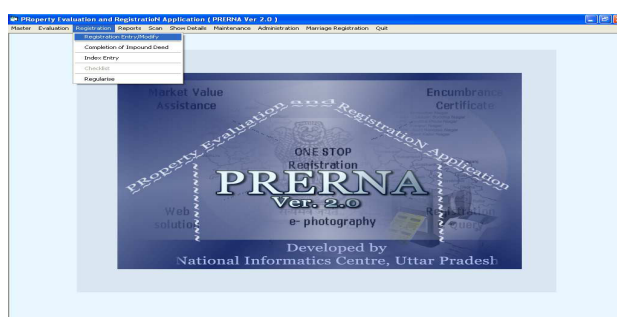 PRoperty Evaluation and RegistratioN Application ( PRERNA Ver 2.0 )
Master Evaluation Registration Reports Scan Show Details Maintenance Administration Marriage Registration Quit
Registration Entry/Modify
Completion of Impound Deed
Index Entry
Checklist
Regularise
Market Value
Assistance
Encumbrance
Certificate
PRoperty Evaluation and RegistratioN Application
ONE STOP
Registration
PRERNA
Ver. 2.0
Web
solution
e- photography
Registration
query
Developed by
National Informatics Centre, Uttar Pradesh